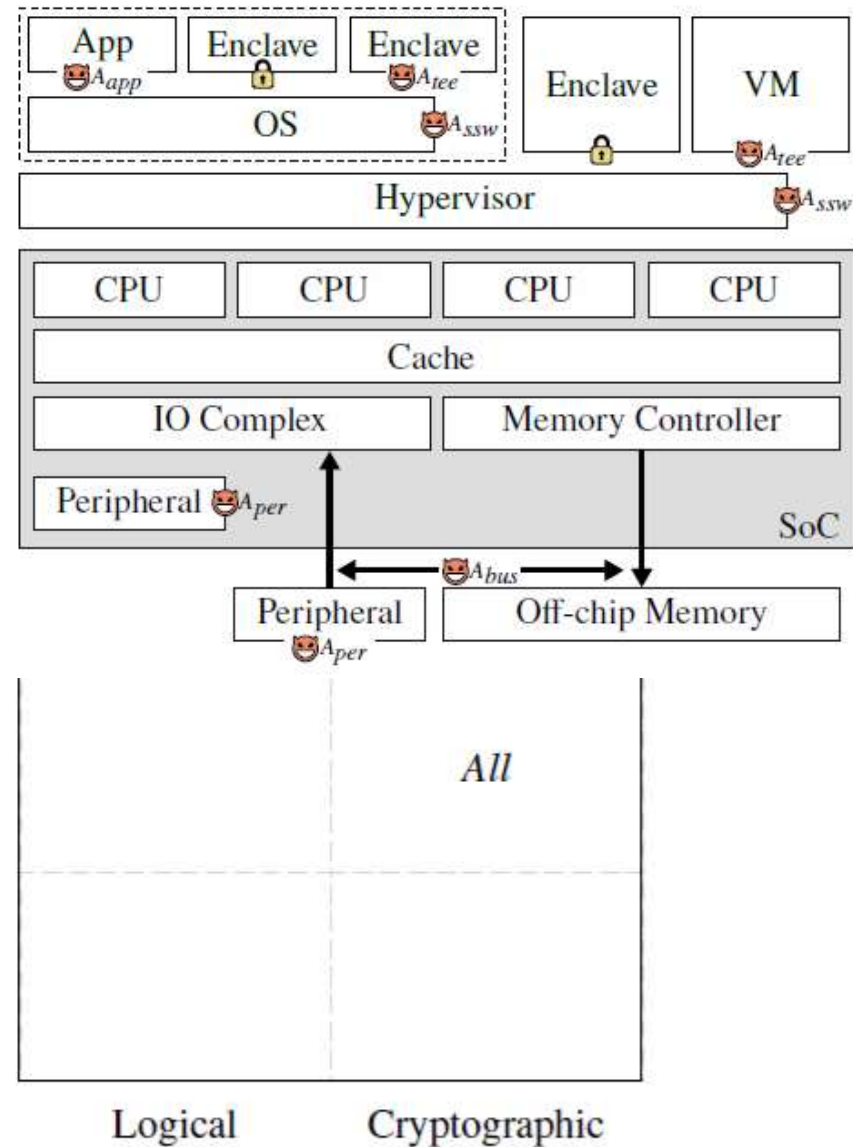 App Enclave Enclave
A_app A_tee
Enclave VM
OS A_ssw
A_tee
Hypervisor A_ssw
CPU CPU CPU CPU
Cache
IO Complex Memory Controller
Peripheral A_per
SoC
A_bus
Peripheral Off-chip Memory
A_per
All
Logical Cryptographic